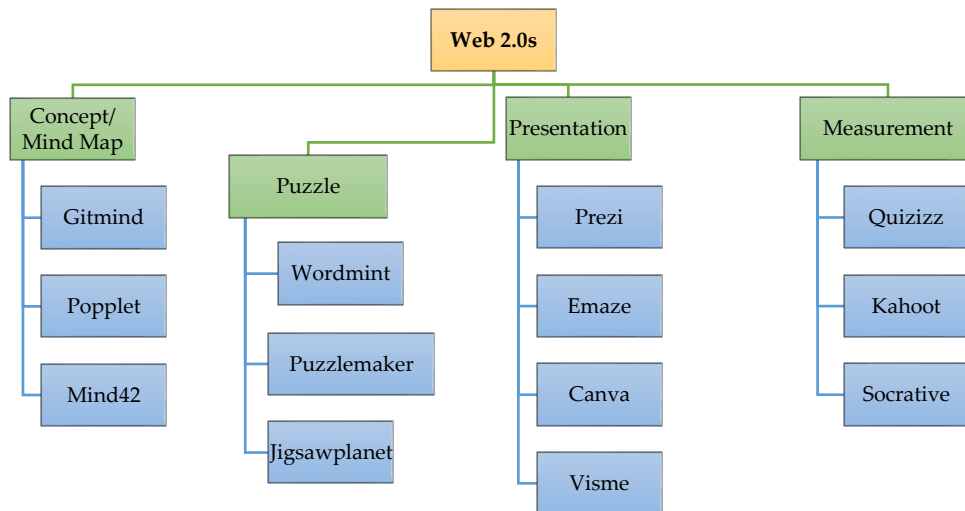 Web 2.0s
Concept/
Mind Map
Gitmind
Popplet
Mind42
Puzzle
Wordmint
Puzzlemaker
Jigsawplanet
Presentation
Prezi
Emaze
Canva
Visme
Measurement
Quizizz
Kahoot
Socrative